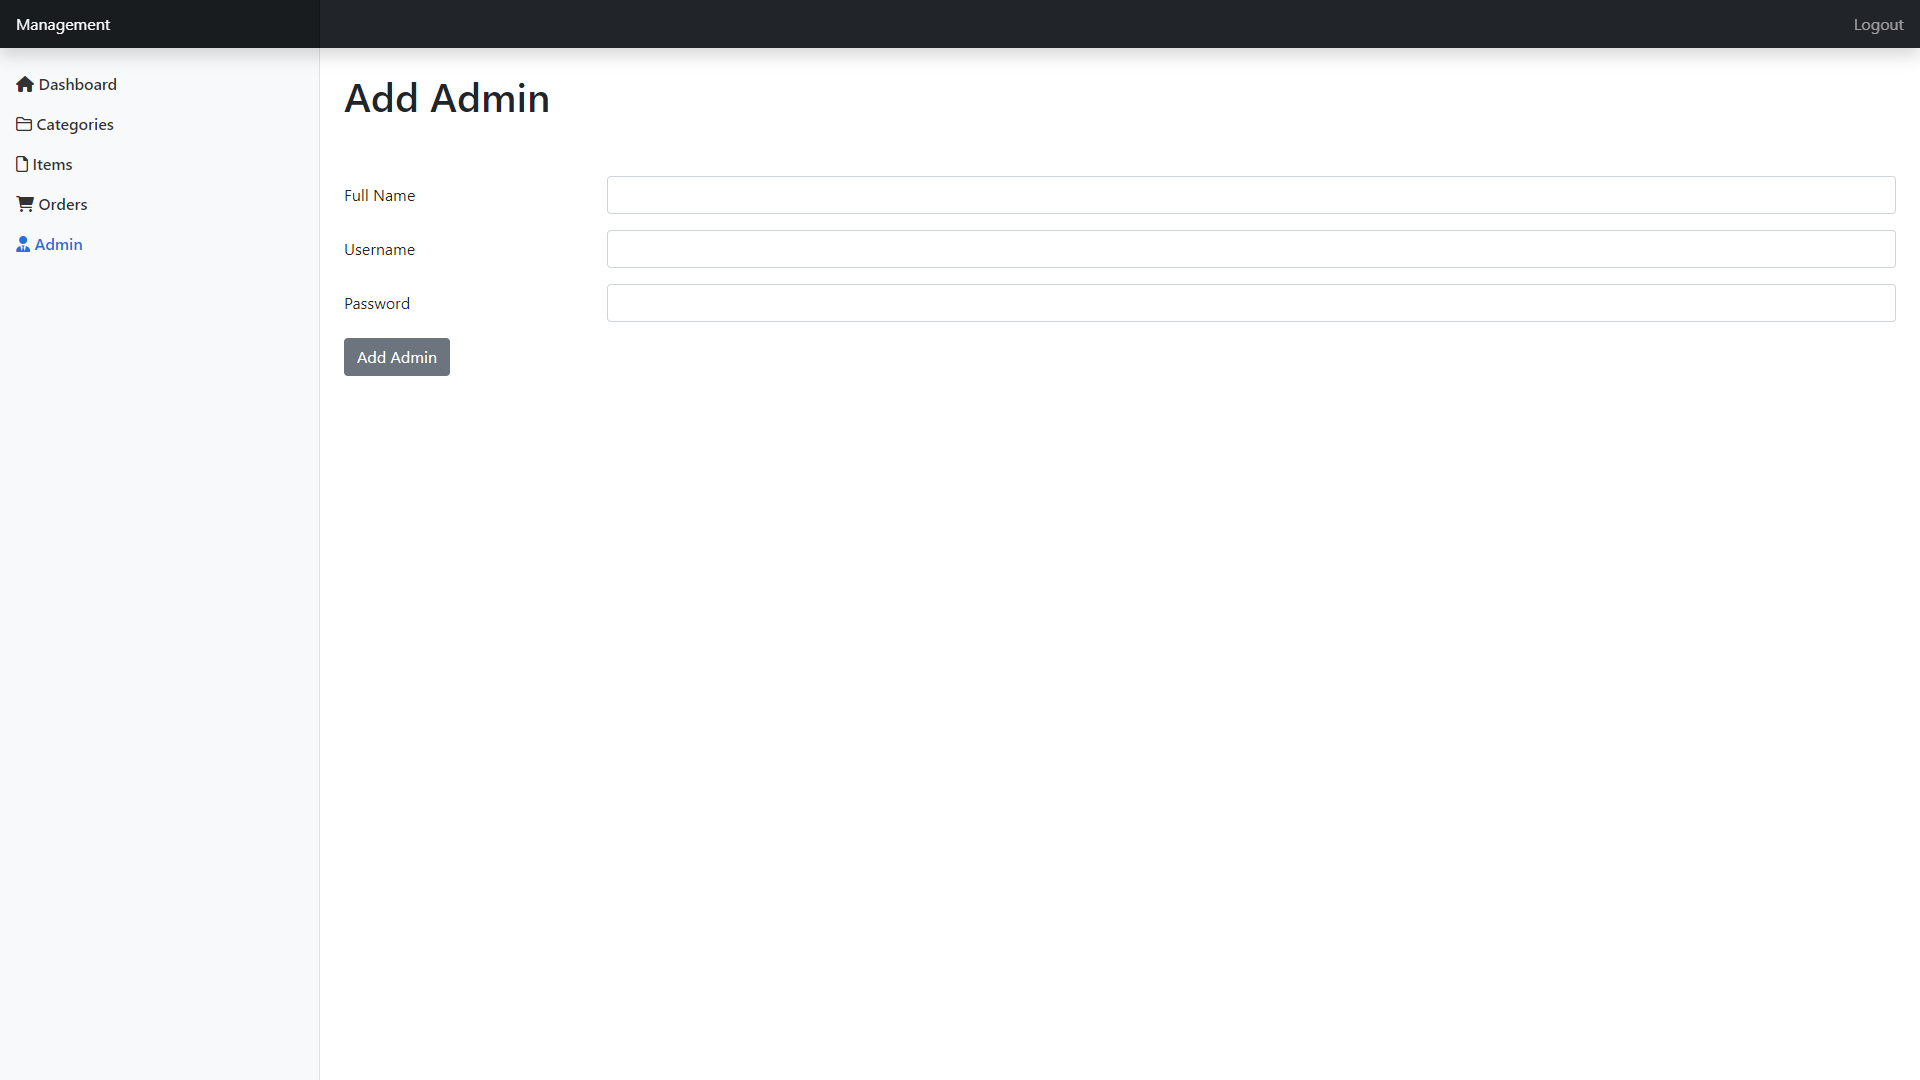 Management
Logout
Dashboard
Categories
Items
Orders
Admin
Add Admin
Full Name
Username
Password
Add Admin